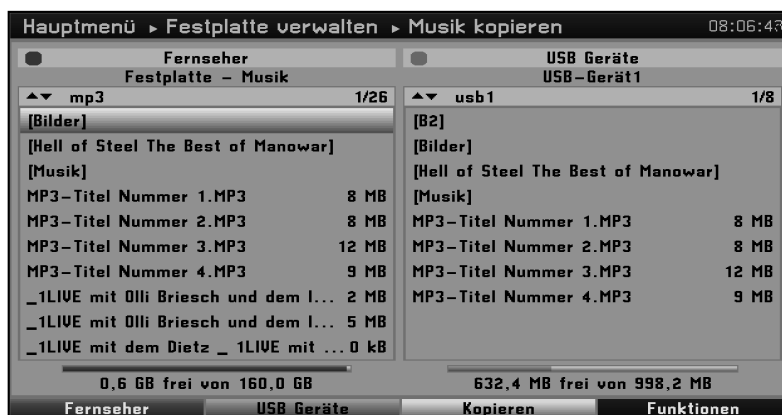 Hauptmenü ▸ Festplatte verwalten ▸ Musik kopieren 08:06:43
Fernseher
Festplatte – Musik
mp3 1/26
[Bilder]
[Hell of Steel The Best of Manowar]
[Musik]
MP3-Titel Nummer 1.MP3 8 MB
MP3-Titel Nummer 2.MP3 8 MB
MP3-Titel Nummer 3.MP3 12 MB
MP3-Titel Nummer 4.MP3 9 MB
_1LIVE mit Olli Briesch und dem I... 2 MB
_1LIVE mit Olli Briesch und dem I... 5 MB
_1LIVE mit dem Dietz _ 1LIVE mit ... 0 kB
0,6 GB frei von 160,0 GB
USB Geräte
USB-Gerät1
usb1 1/8
[B2]
[Bilder]
[Hell of Steel The Best of Manowar]
[Musik]
MP3-Titel Nummer 1.MP3 8 MB
MP3-Titel Nummer 2.MP3 8 MB
MP3-Titel Nummer 3.MP3 12 MB
MP3-Titel Nummer 4.MP3 9 MB
632,4 MB frei von 998,2 MB
Fernseher USB Geräte Kopieren Funktionen